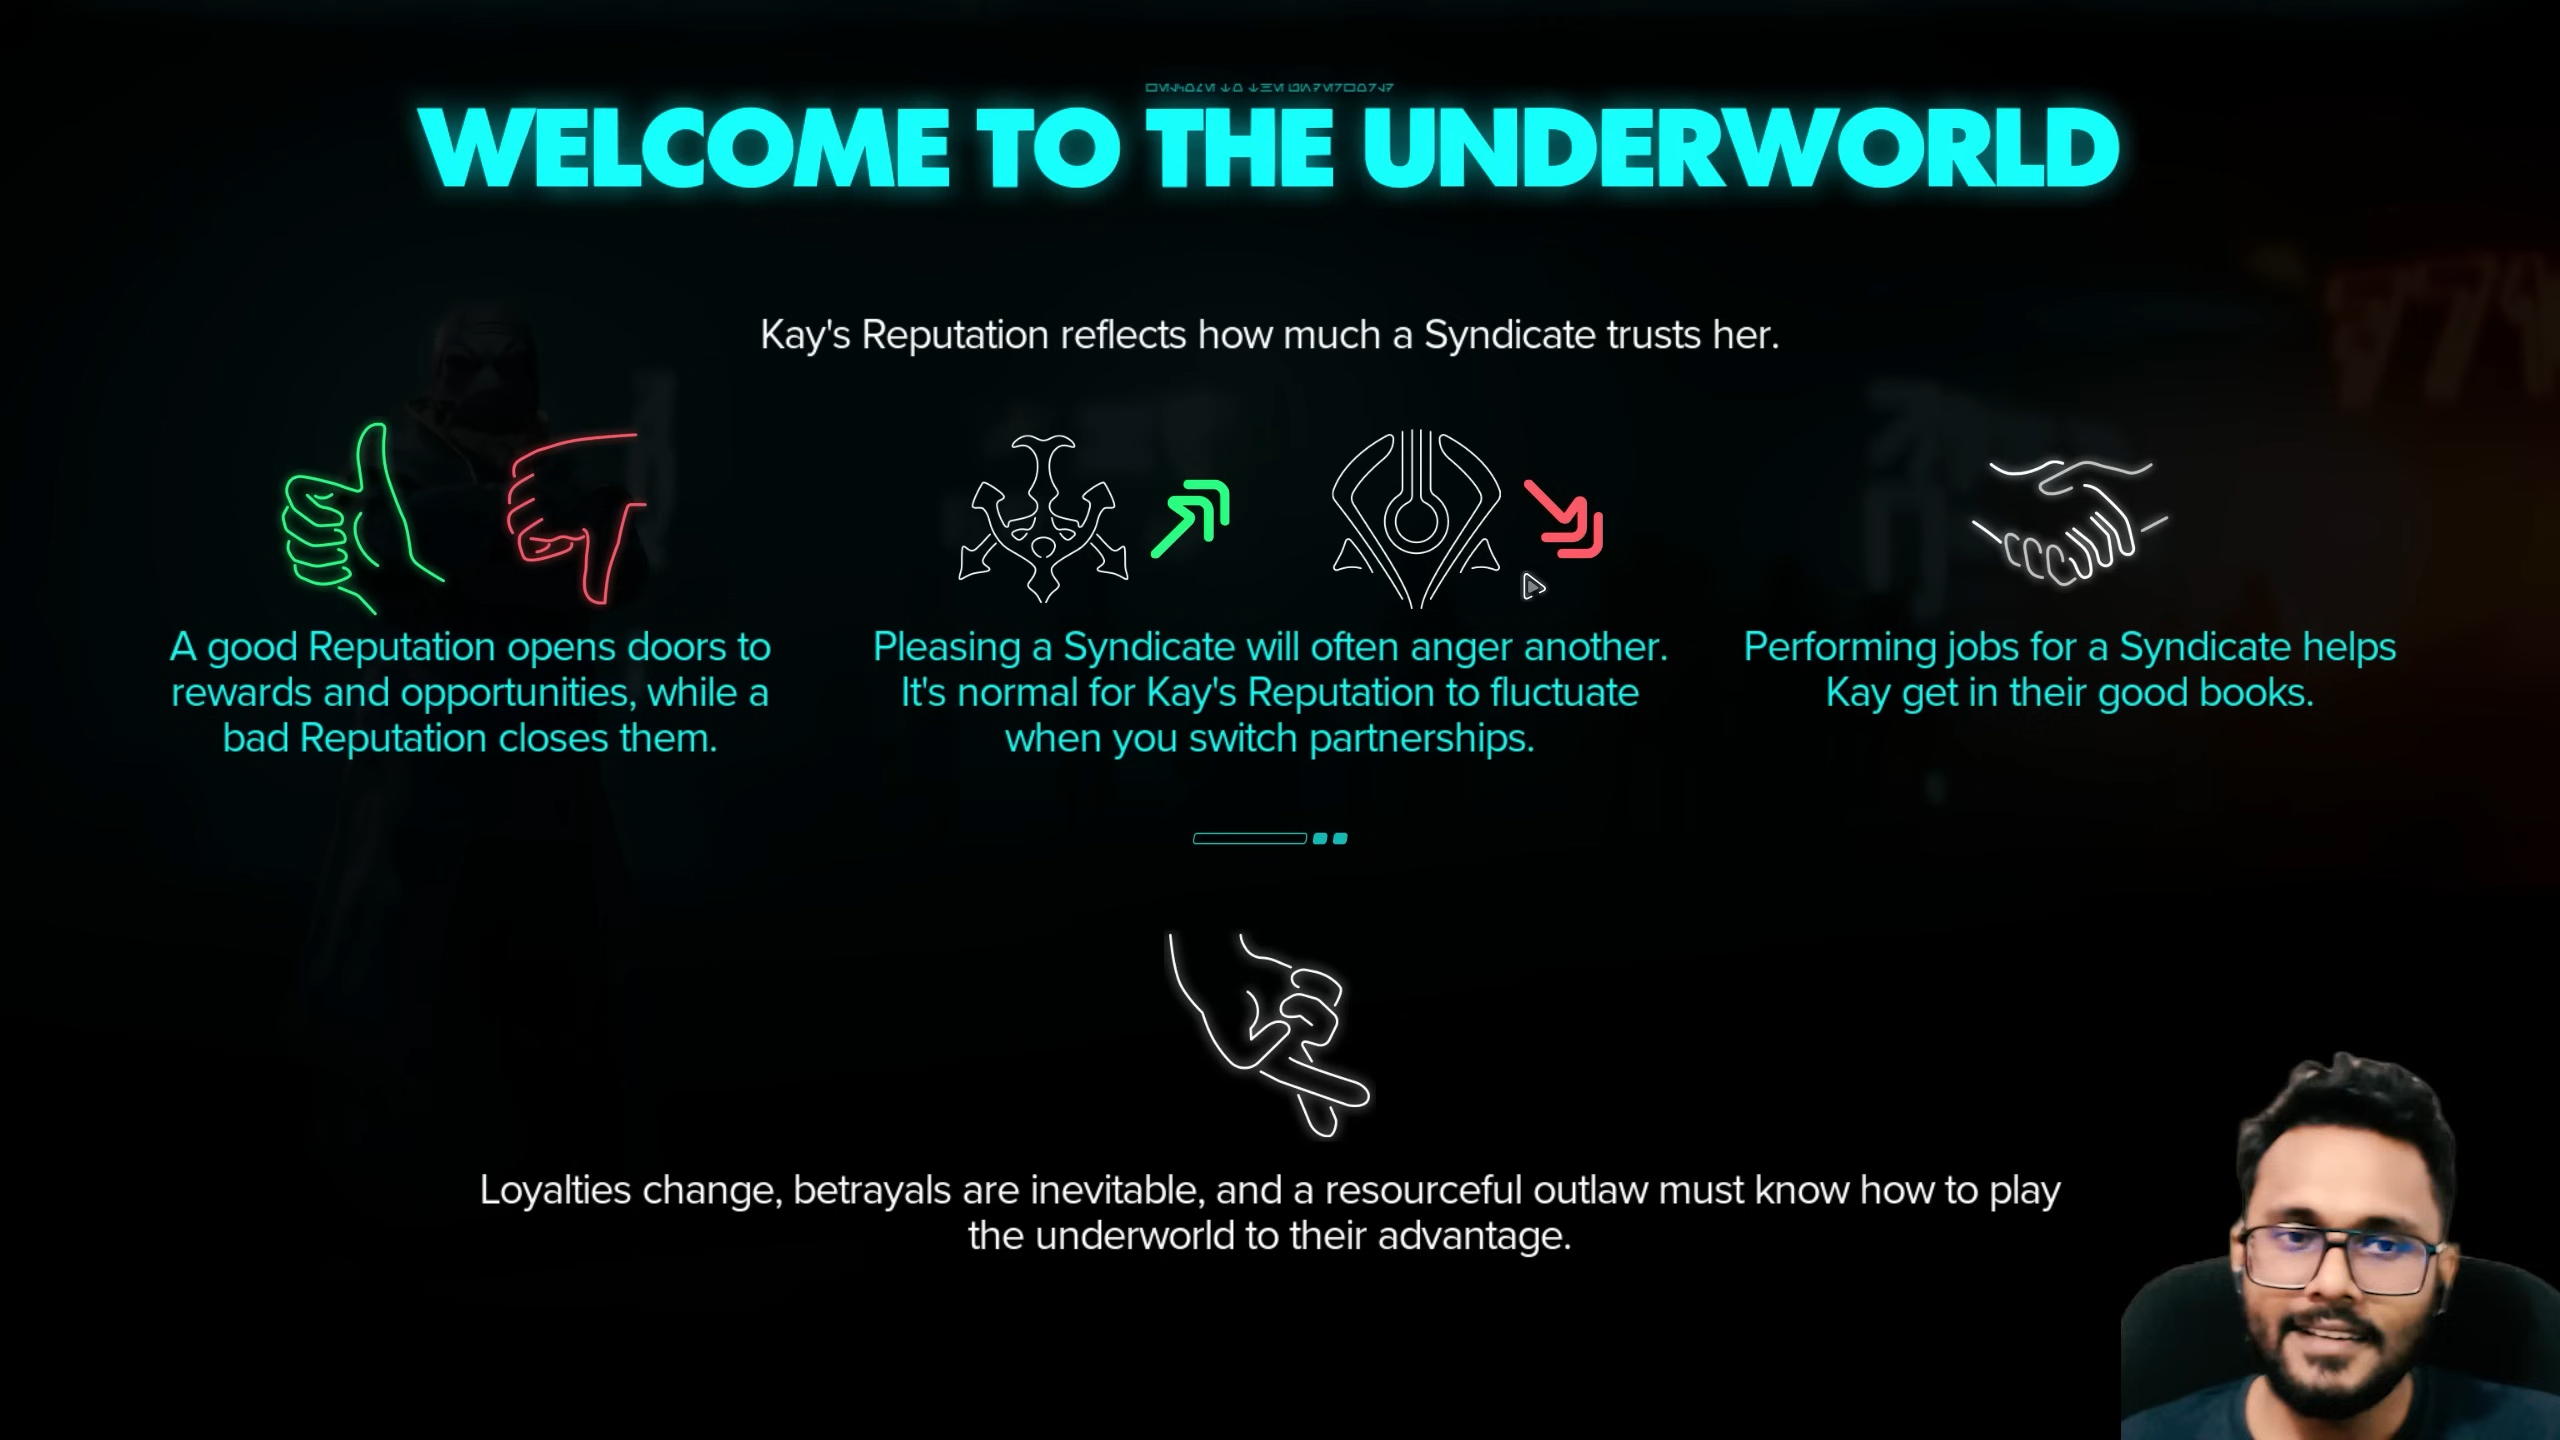 WELCOME TO THE UNDERWORLD
Kay's Reputation reflects how much a Syndicate trusts her.
A good Reputation opens doors to
rewards and opportunities, while a
bad Reputation closes them.
Pleasing a Syndicate will often anger another.
It's normal for Kay's Reputation to fluctuate
when you switch partnerships.
Performing jobs for a Syndicate helps
Kay get in their good books.
Loyalties change, betrayals are inevitable, and a resourceful outlaw must know how to play
the underworld to their advantage.